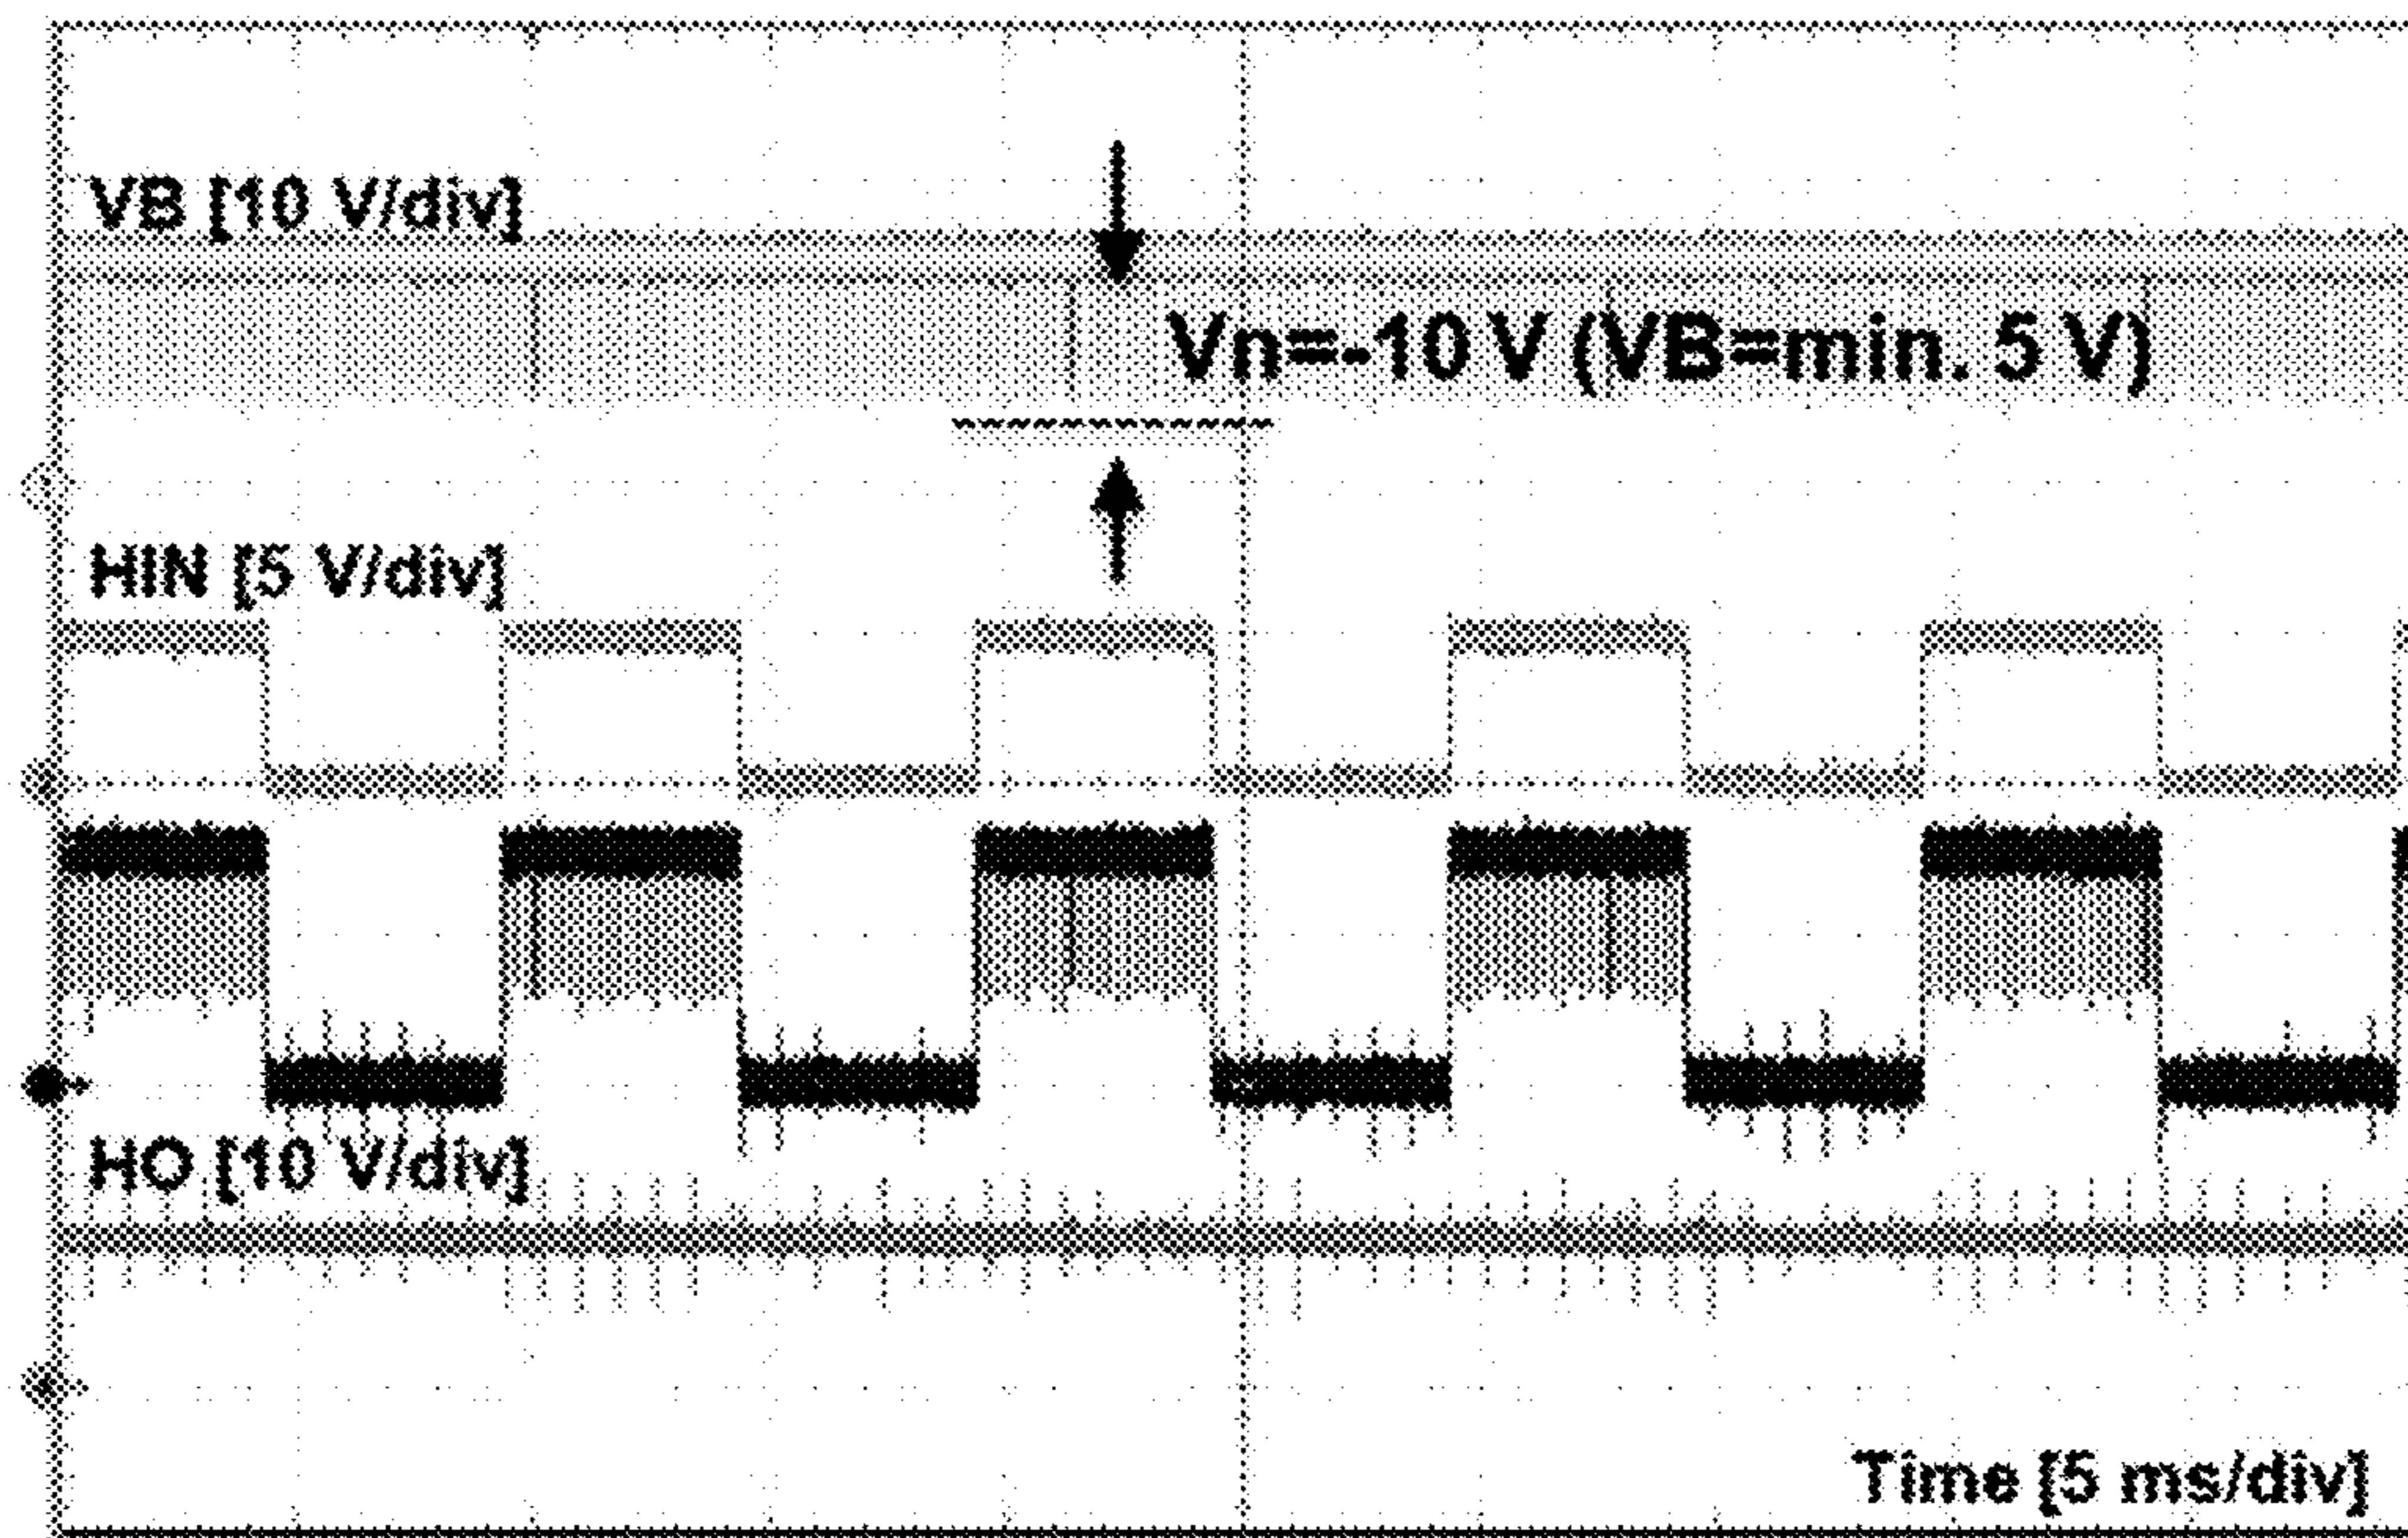 VB [10 V/div]
Vn=-10 V (VB=min. 5 V)
HIN [5 V/div]
HO [10 V/div]
Time [5 ms/div]